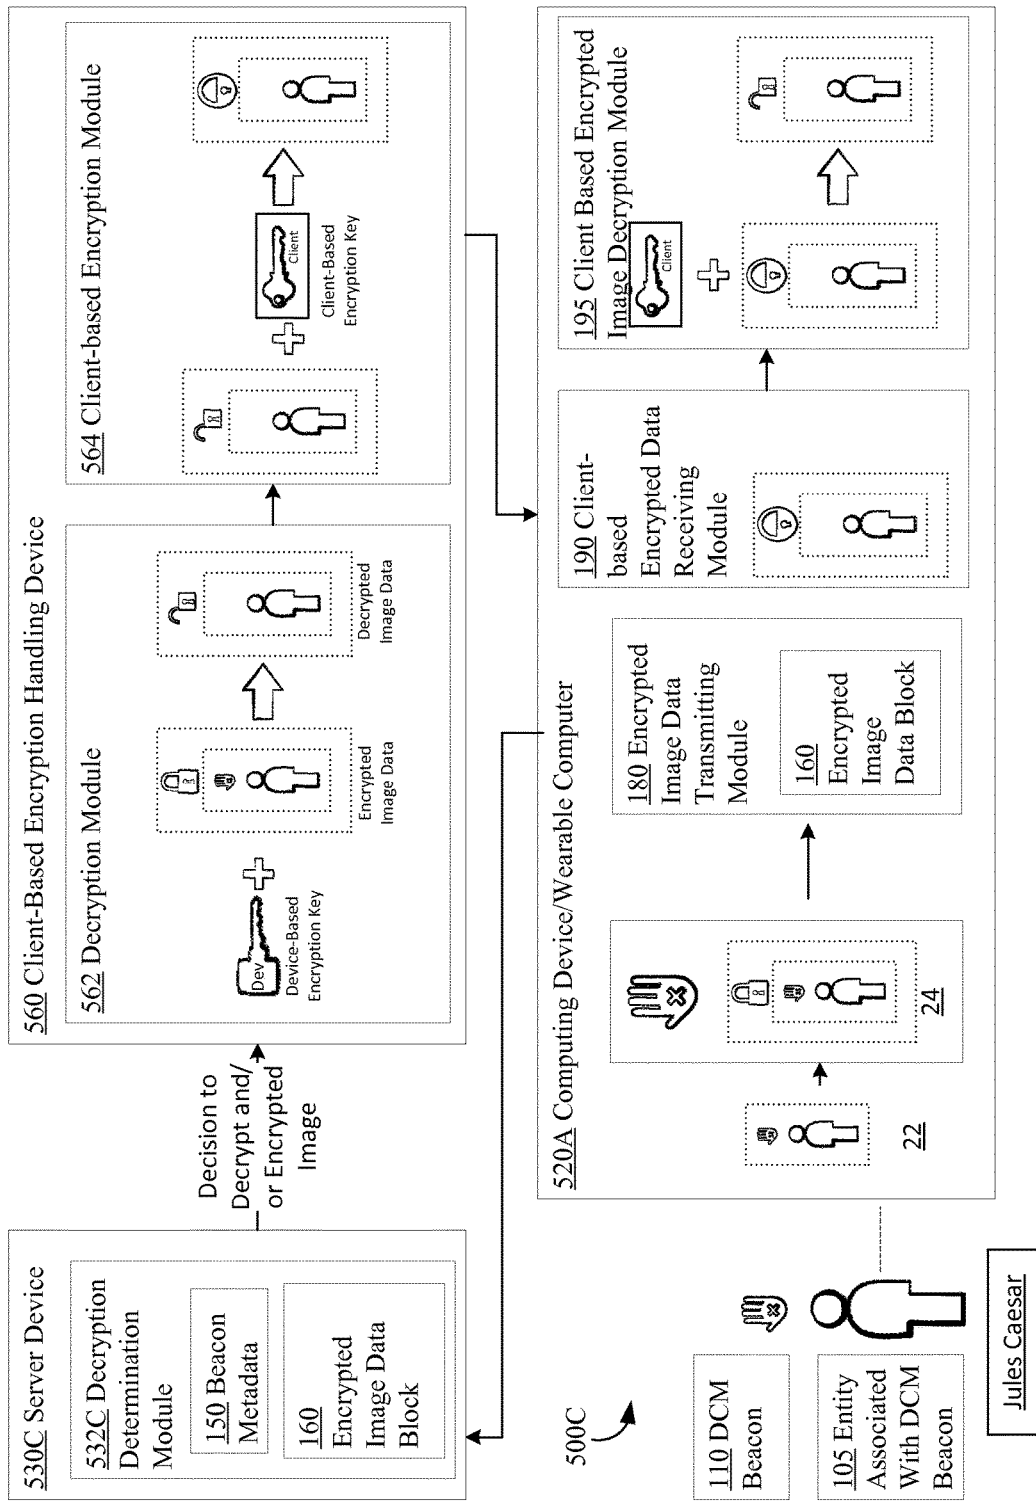 530C Server Device
532C Decryption
Determination
Module
150 Beacon
Metadata
160
Encrypted
Image Data
Block
Decision to
Decrypt and/
or Encrypted
Image
560 Client-Based Encryption Handling Device
562 Decryption Module
Dev
Device-Based
Encryption Key
Encrypted
Image Data
Decrypted
Image Data
564 Client-based Encryption Module
Client
Client-Based
Encryption Key
500C
110 DCM
Beacon
105 Entity
Associated
With DCM
Beacon
Jules Caesar
520A Computing Device/Wearable Computer
22
24
180 Encrypted
Image Data
Transmitting
Module
160
Encrypted
Image
Data Block
190 Client-
based
Encrypted Data
Receiving
Module
195 Client Based Encrypted
Image Decryption Module
Client